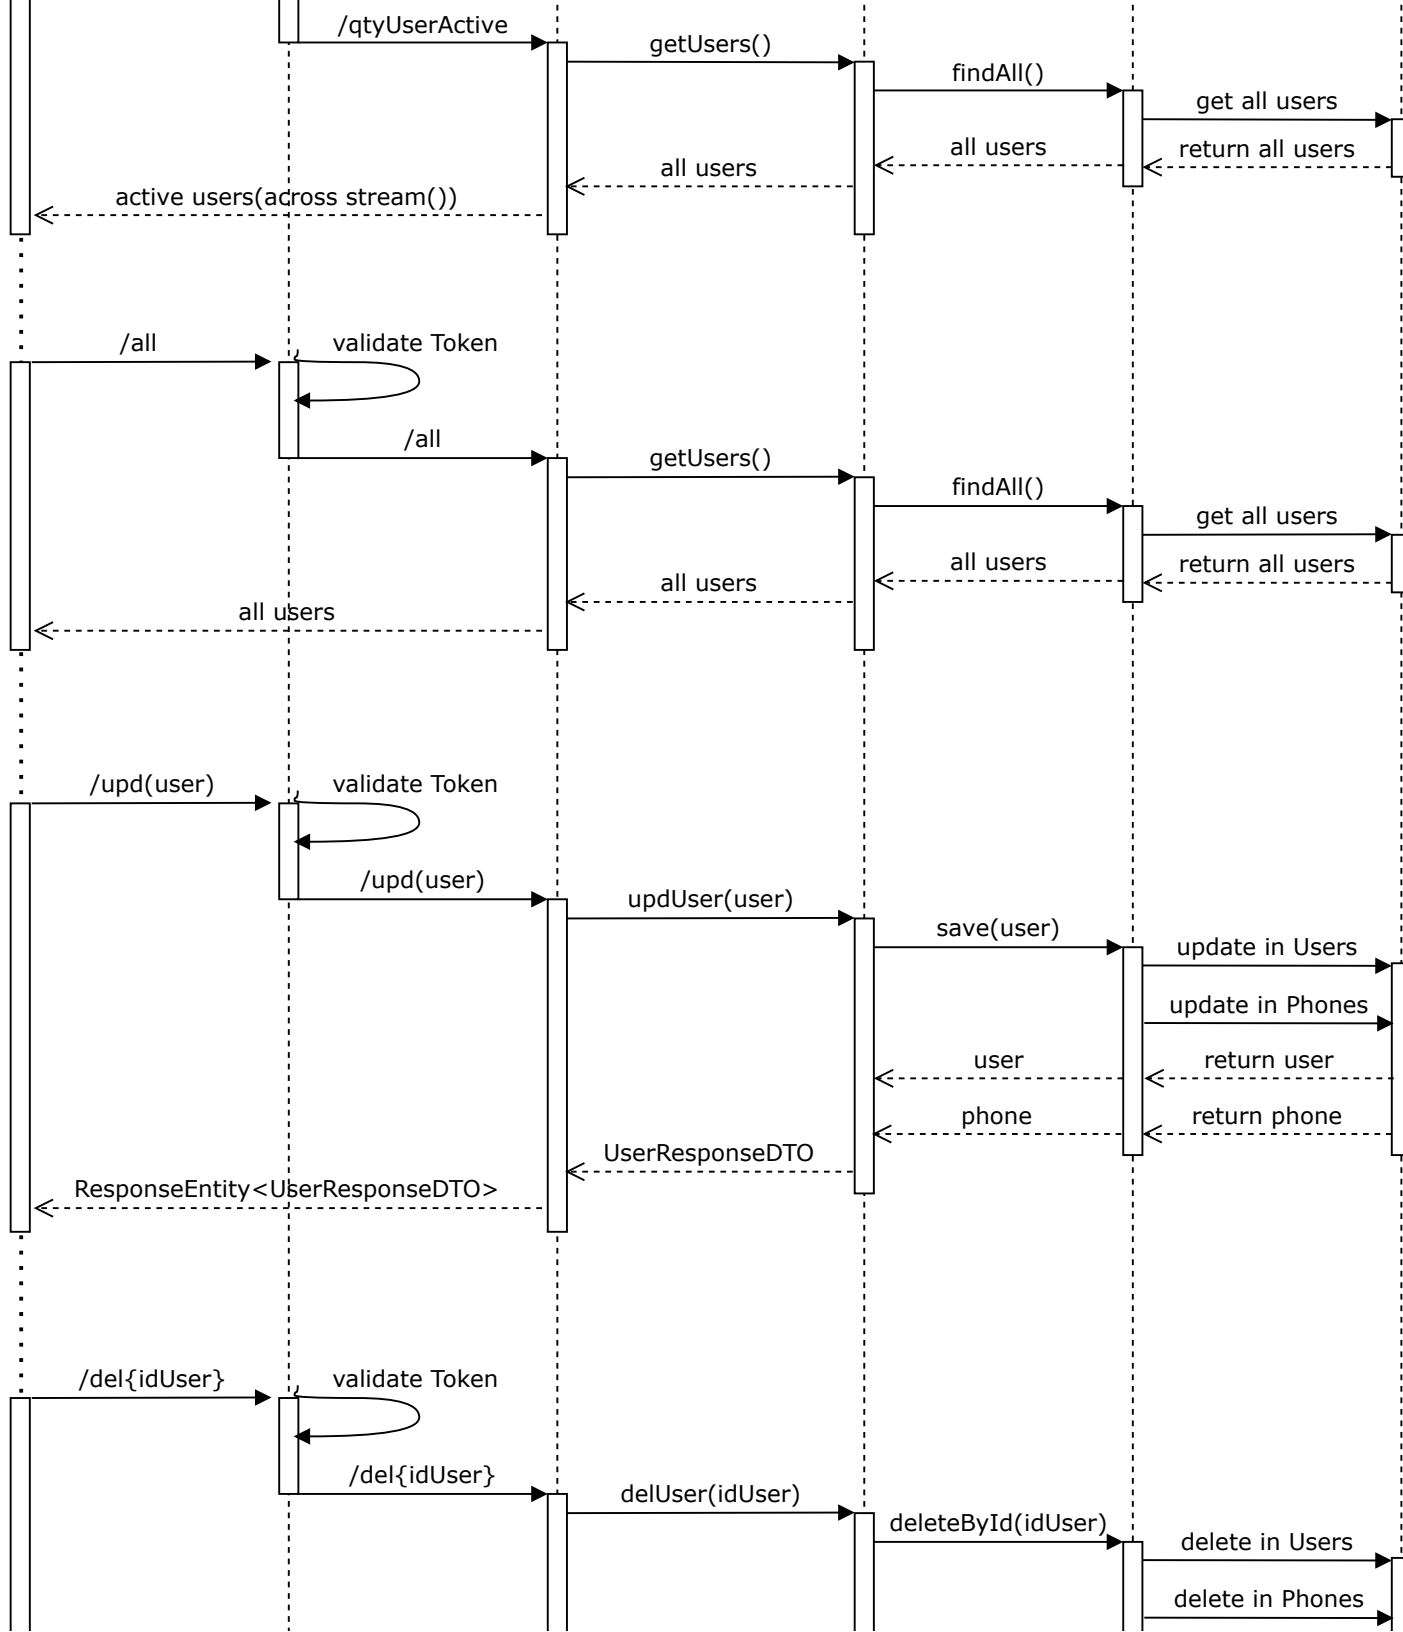 /qtyUserActive
getUsers()
findAll()
get all users
return all users
all users
all users
active users(across stream())
/all
validate Token
/all
getUsers()
findAll()
get all users
return all users
all users
all users
all users
/upd(user)
validate Token
/upd(user)
updUser(user)
save(user)
update in Users
update in Phones
user
return user
phone
return phone
UserResponseDTO
ResponseEntity<UserResponseDTO>
/del{idUser}
validate Token
/del{idUser}
delUser(idUser)
deleteById(idUser)
delete in Users
delete in Phones